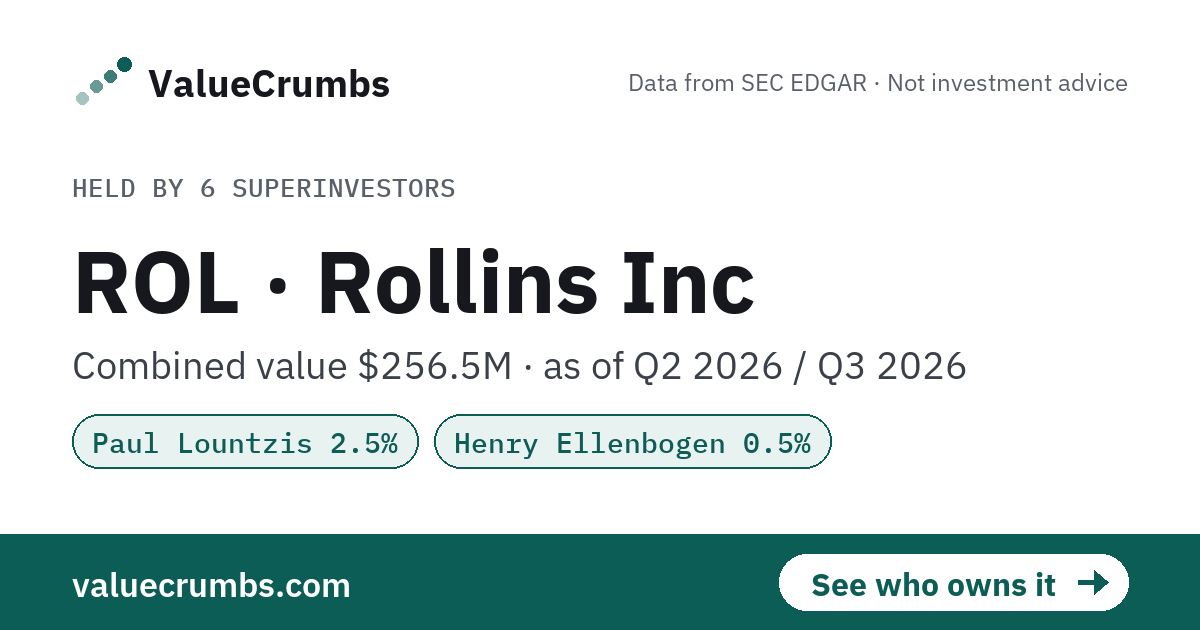 ValueCrumbs
Data from SEC EDGAR · Not investment advice
HELD BY 6 SUPERINVESTORS
ROL · Rollins Inc
Combined value $256.5M · as of Q2 2026 / Q3 2026
Paul Lountzis 2.5%
Henry Ellenbogen 0.5%
valuecrumbs.com
See who owns it →